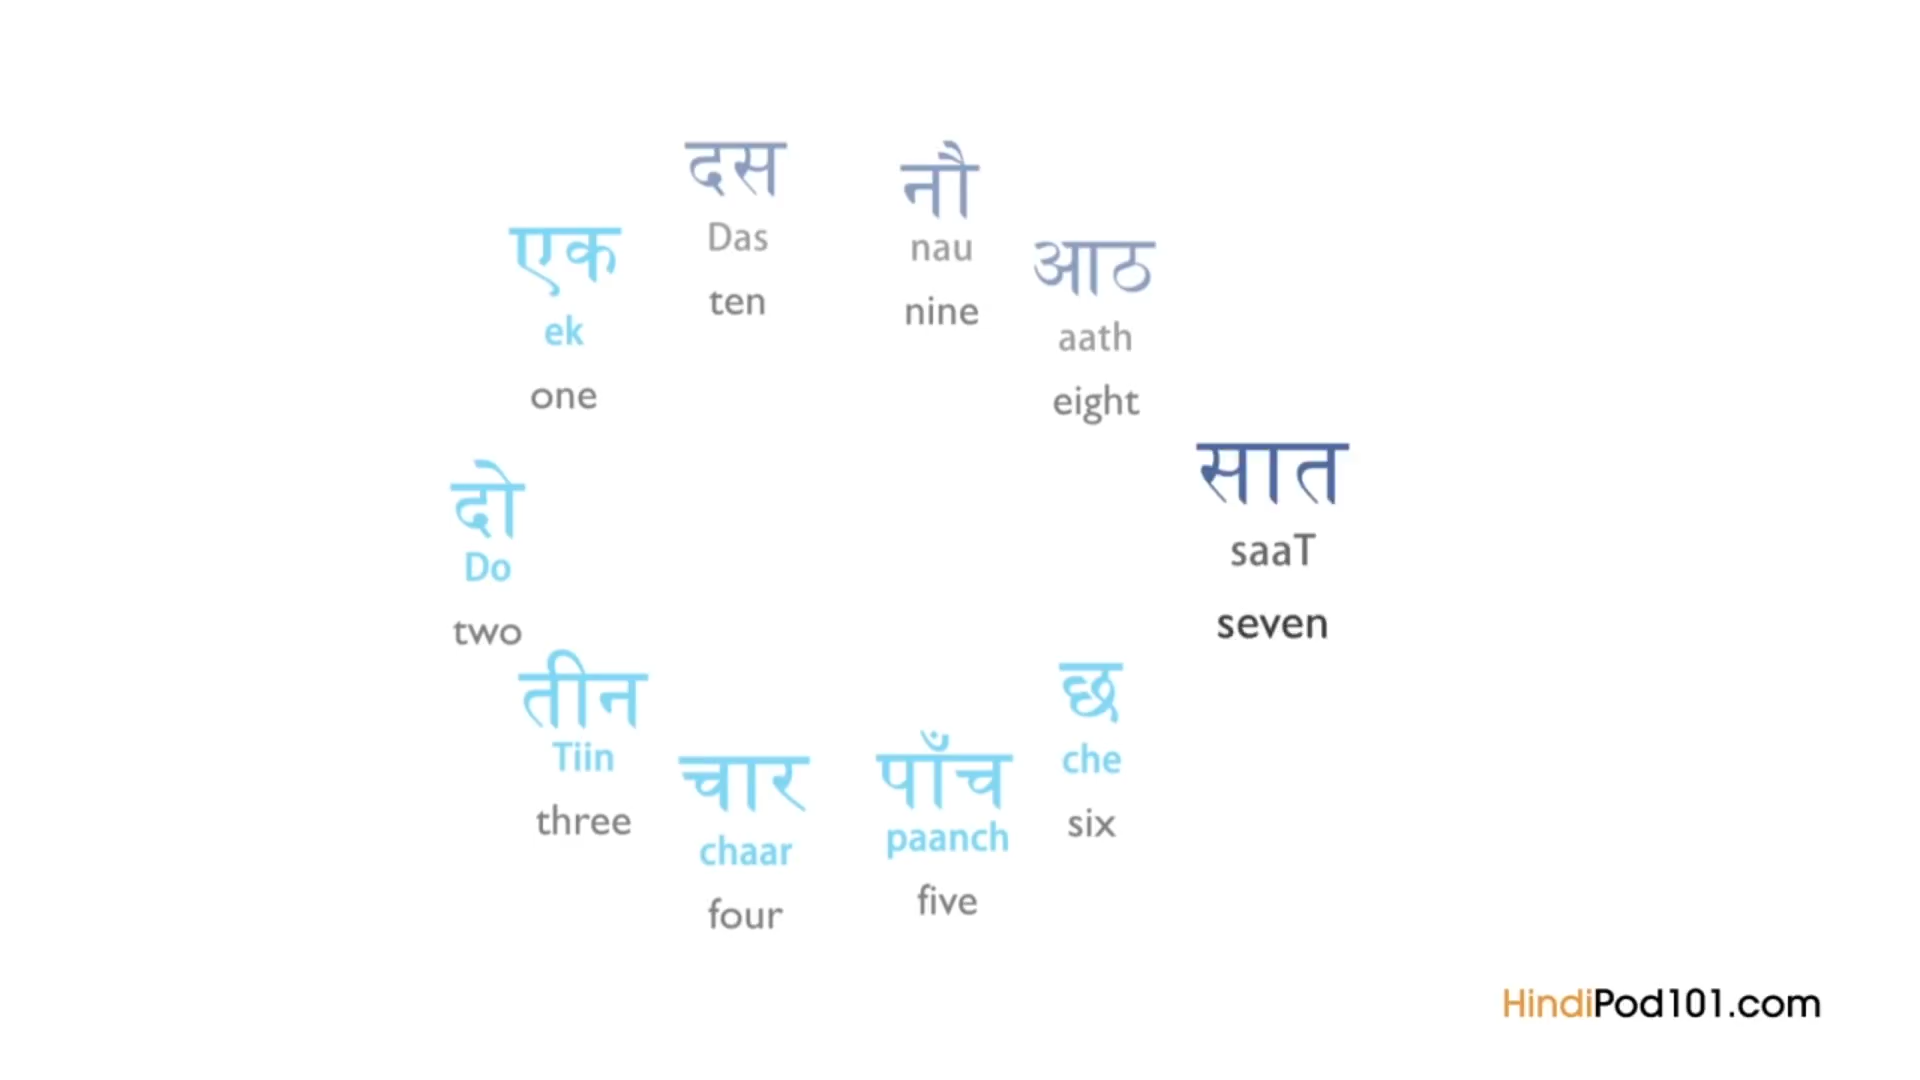 एक
ek
one
दो
Do
two
तीन
Tiin
three
चार
chaar
four
पाँच
paanch
five
छ
che
six
सात
saaT
seven
आठ
aath
eight
नौ
nau
nine
दस
Das
ten
HindiPod101.com